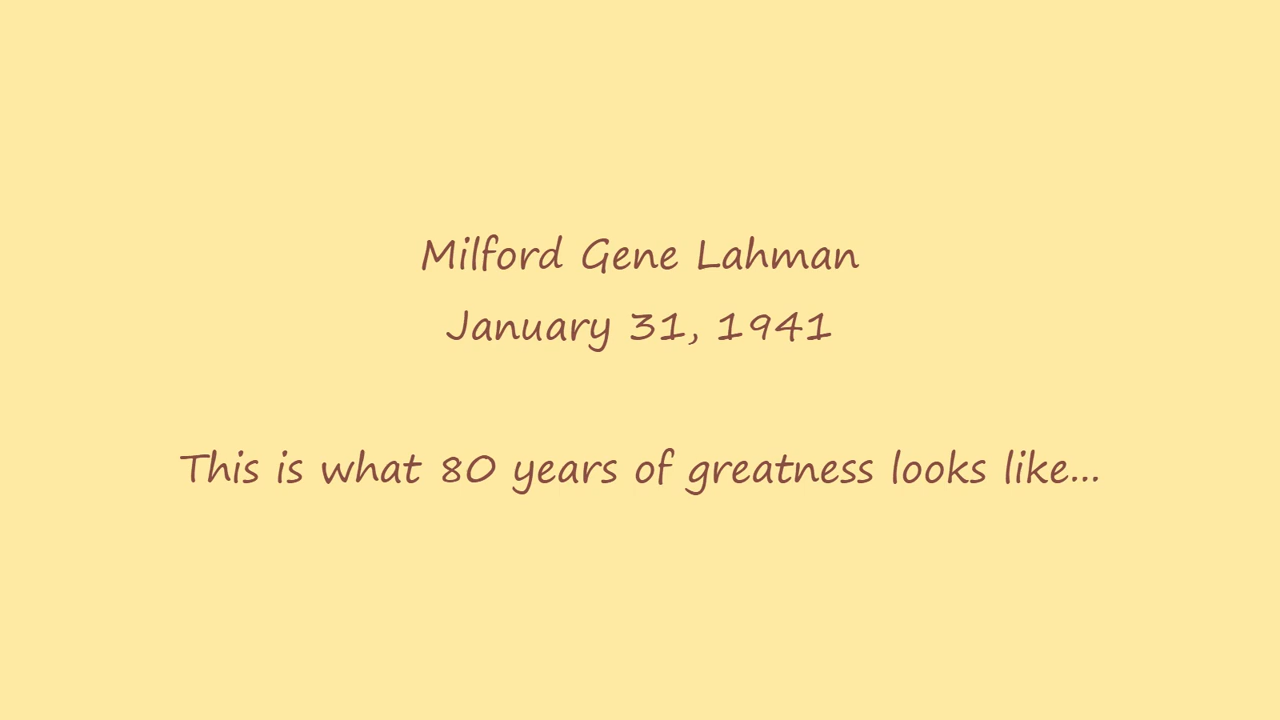 Milford Gene Lahman
January 31, 1941
This is what 80 years of greatness looks like...